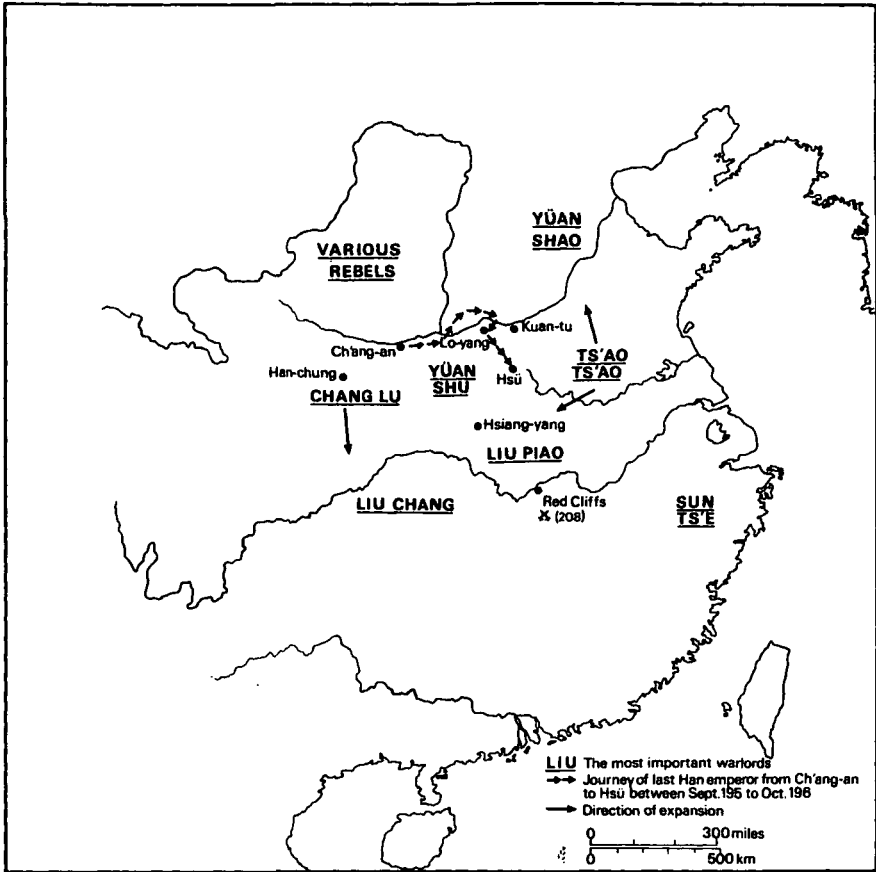 YÜAN
SHAO
VARIOUS
REBELS
Kuan-tu
Lo-yang
Ch'ang-an
TS'AO
TS'AO
Han-chung
YÜAN
SHU
Hsü
CHANG LU
Hsiang-yang
LIU PIAO
LIU CHANG
Red Cliffs
(208)
SUN
TS'E
LIU The most important warlords
Journey of last Han emperor from Ch'ang-an
to Hsü between Sept.195 to Oct.196
Direction of expansion
0 300 miles
0 500 km